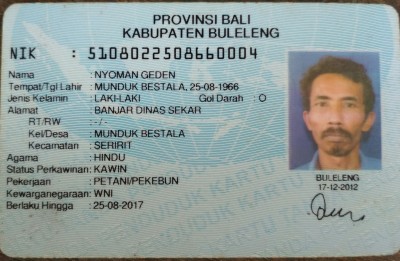 PROVINSI BALI
KABUPATEN BULELENG
NIK : 5108022508660004
Nama : NYOMAN GEDEN
Tempat/Tgl Lahir : MUNDUK BESTALA, 25-08-1966
Jenis Kelamin : LAKI-LAKI Gol Darah : O
Alamat : BANJAR DINAS SEKAR
RT/RW : -/-
Kel/Desa : MUNDUK BESTALA
Kecamatan : SERIRIT
Agama : HINDU
Status Perkawinan : KAWIN
Pekerjaan : PETANI/PEKEBUN
Kewarganegaraan : WNI
Berlaku Hingga : 25-08-2017
BULELENG
17-12-2012